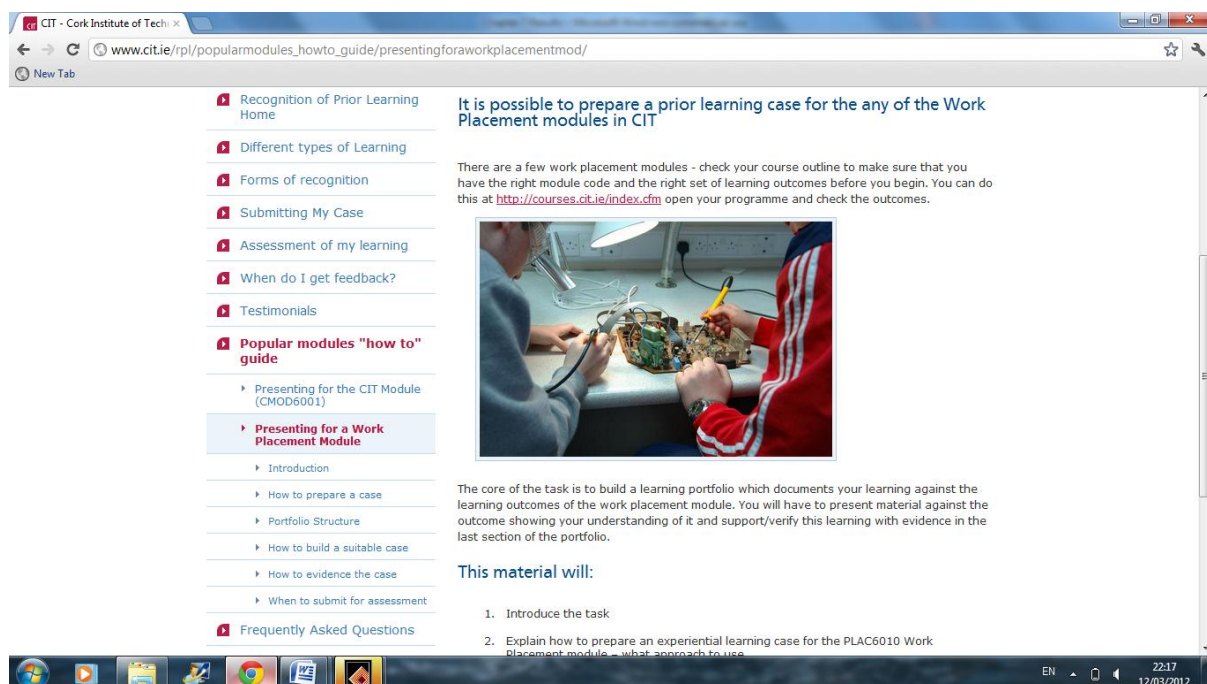 CIT - Cork Institute of Tech
www.cit.ie/rpl/popularmodules_howto_guide/presentingforaworkplacementmod/
New Tab
Recognition of Prior Learning
Home
Different types of Learning
Forms of recognition
Submitting My Case
Assessment of my learning
When do I get feedback?
Testimonials
Popular modules "how to"
guide
Presenting for the CIT Module
(CMOD6001)
Presenting for a Work
Placement Module
Introduction
How to prepare a case
Portfolio Structure
How to build a suitable case
How to evidence the case
When to submit for assessment
Frequently Asked Questions
It is possible to prepare a prior learning case for the any of the Work
Placement modules in CIT
There are a few work placement modules - check your course outline to make sure that you
have the right module code and the right set of learning outcomes before you begin. You can do
this at http://courses.cit.ie/index.cfm open your programme and check the outcomes.
The core of the task is to build a learning portfolio which documents your learning against the
learning outcomes of the work placement module. You will have to present material against the
outcome showing your understanding of it and support/verify this learning with evidence in the
last section of the portfolio.
This material will:
1. Introduce the task
2. Explain how to prepare an experiential learning case for the PLAC6010 Work
Placement module – what approach to use
EN
22:17
12/03/2012